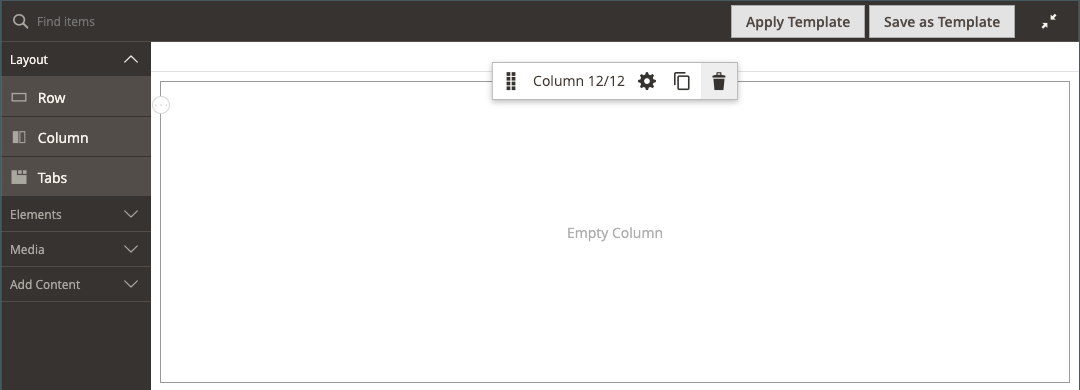 Find items
Apply Template
Save as Template
Layout
Row
Column
Tabs
Elements
Media
Add Content
Column 12/12
Empty Column